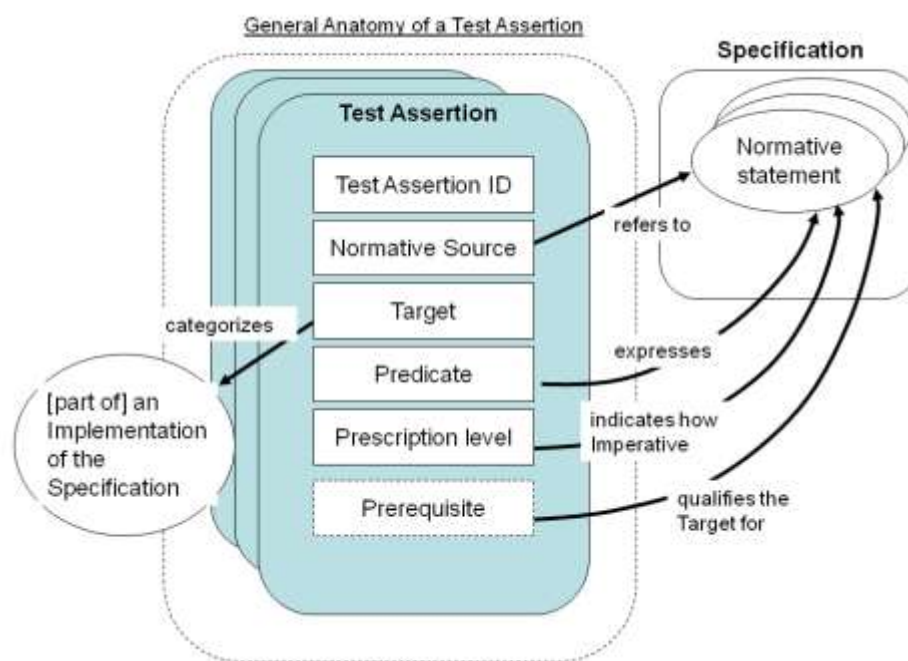 General Anatomy of a Test Assertion
Specification
Test Assertion
Normative
statement
Test Assertion ID
Normative Source
refers to
Target
categorizes
Predicate
expresses
[part of] an
Implementation
of the
Specification
Prescription level
indicates how
Imperative
Prerequisite
qualifies the
Target for